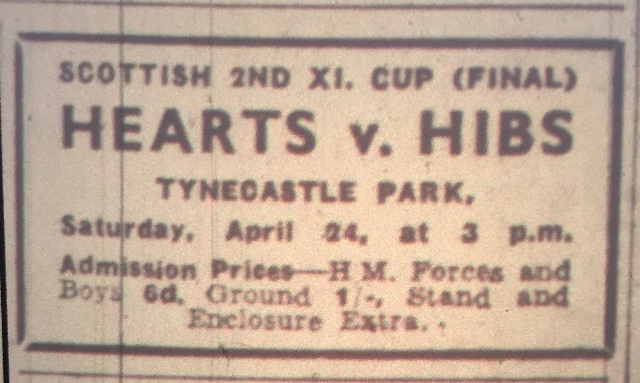 SCOTTISH 2ND XI. CUP (FINAL)
HEARTS v. HIBS
TYNECASTLE PARK,
Saturday, April 24, at 3 p.m.
Admission Prices—H M. Forces and
Boys 6d. Ground 1/-, Stand and
Enclosure Extra.